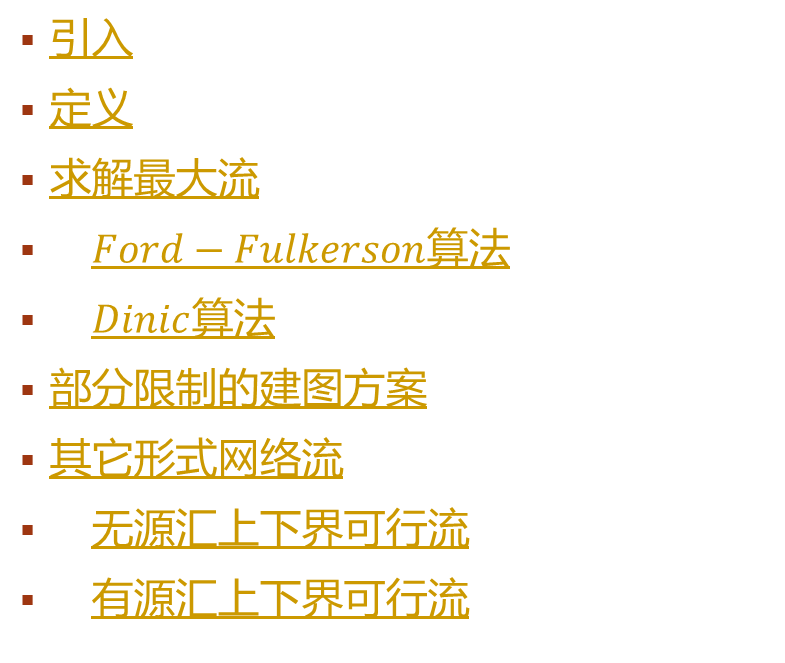 ▪ 引入
▪ 定义
▪ 求解最大流
▪ Ford − Fulkerson算法
▪ Dinic算法
▪ 部分限制的建图方案
▪ 其它形式网络流
▪ 无源汇上下界可行流
▪ 有源汇上下界可行流